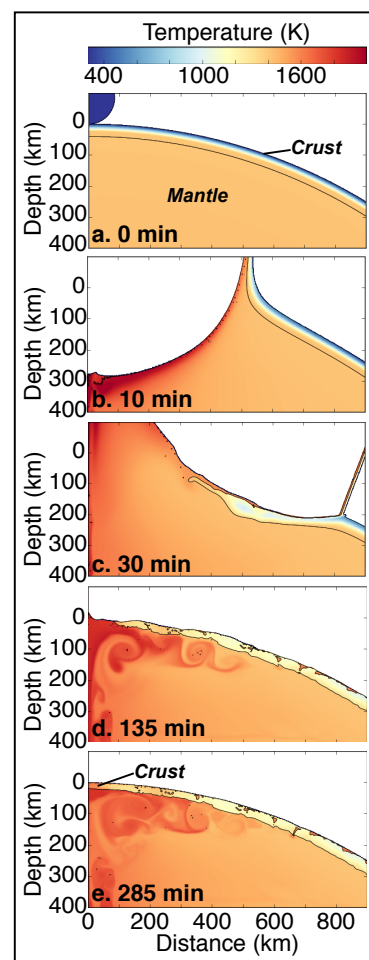 Temperature (K)
400 1000 1600
Depth (km)
0
100
200
300
400
Crust
Mantle
a. 0 min
Depth (km)
0
100
200
300
400
b. 10 min
Depth (km)
0
100
200
300
400
c. 30 min
Depth (km)
0
100
200
300
400
d. 135 min
Depth (km)
0
100
200
300
400
Crust
e. 285 min
0 200 400 600 800
Distance (km)